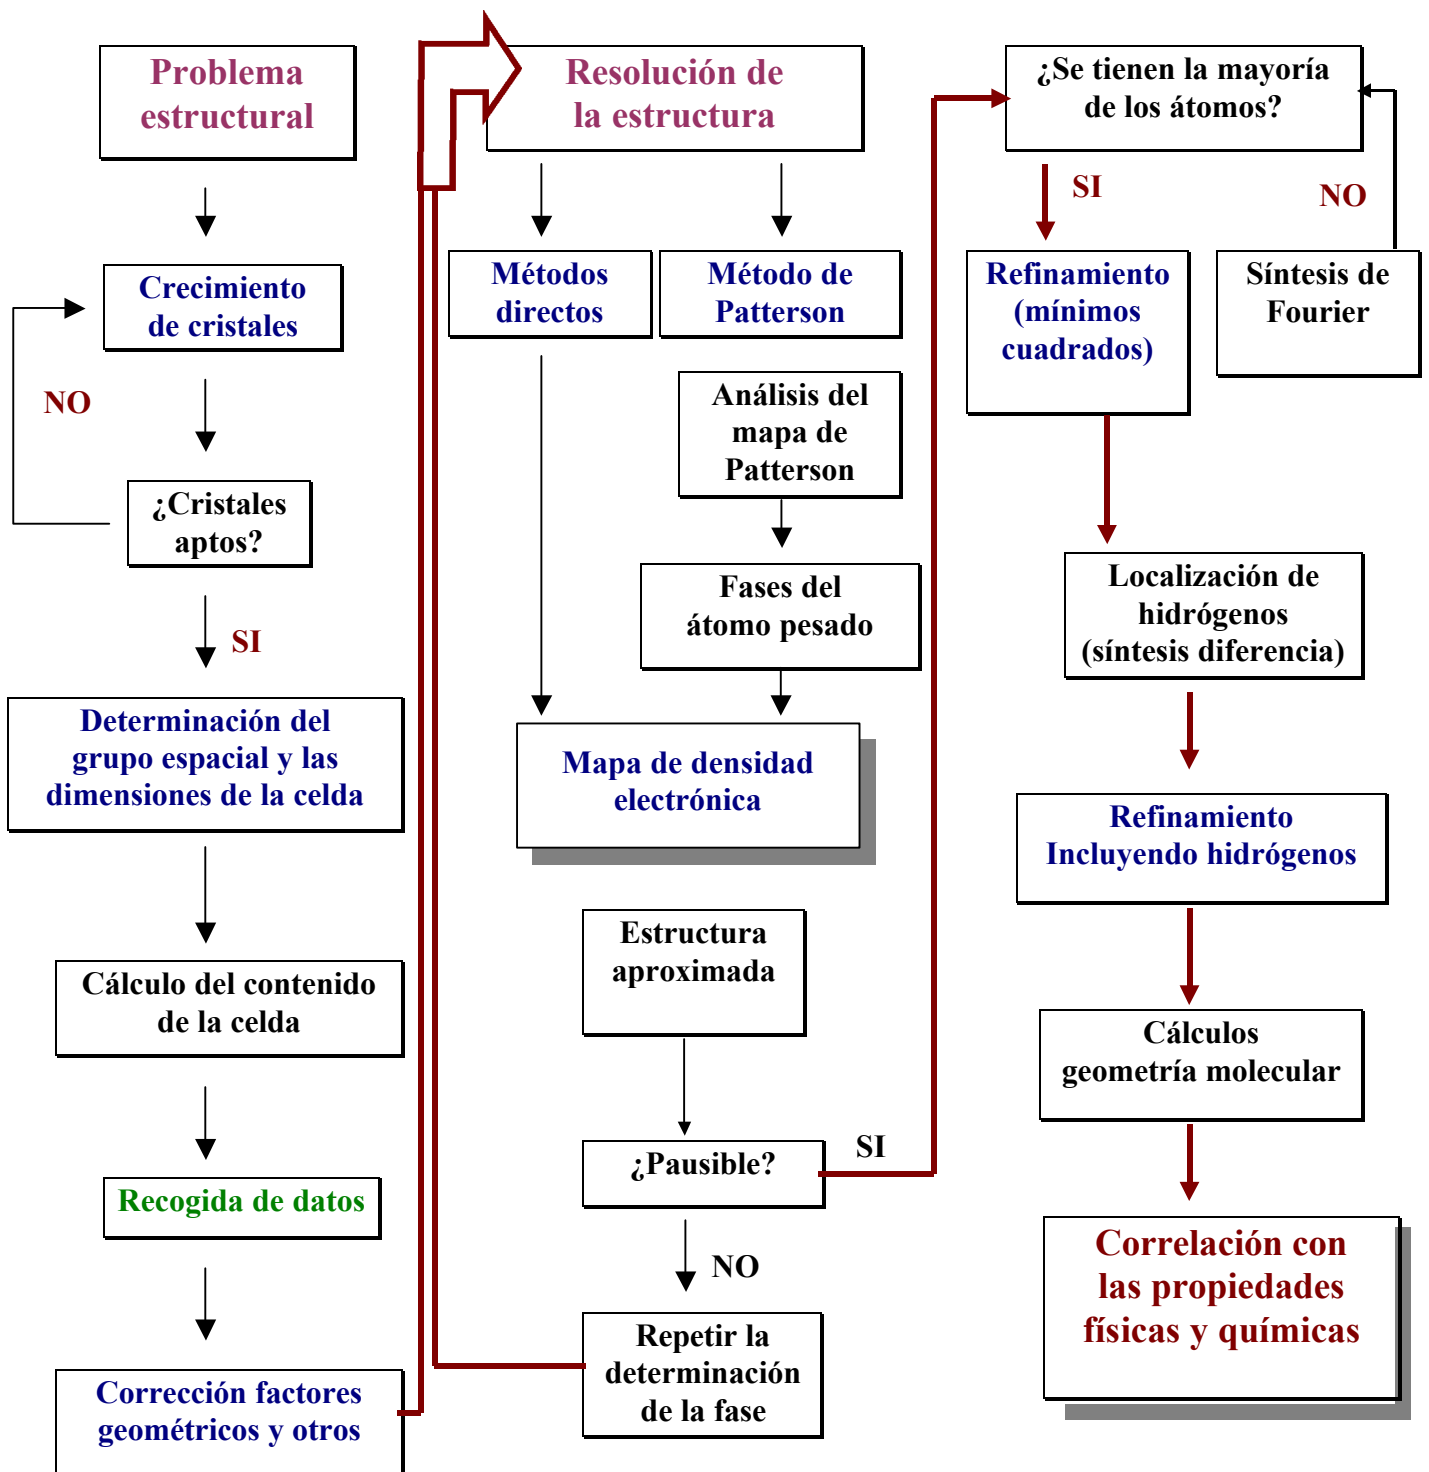 Problema
estructural
Crecimiento
de cristales
NO
¿Cristales
aptos?
SI
Determinación del
grupo espacial y las
dimensiones de la celda
Cálculo del contenido
de la celda
Recogida de datos
Corrección factores
geométricos y otros
Resolución de
la estructura
Métodos
directos
Método de
Patterson
Análisis del
mapa de
Patterson
Fases del
átomo pesado
Mapa de densidad
electrónica
Estructura
aproximada
¿Pausible?
SI
NO
Repetir la
determinación
de la fase
¿Se tienen la mayoría
de los átomos?
SI
NO
Refinamiento
(mínimos
cuadrados)
Síntesis de
Fourier
Localización de
hidrógenos
(síntesis diferencia)
Refinamiento
Incluyendo hidrógenos
Cálculos
geometría molecular
Correlación con
las propiedades
físicas y químicas